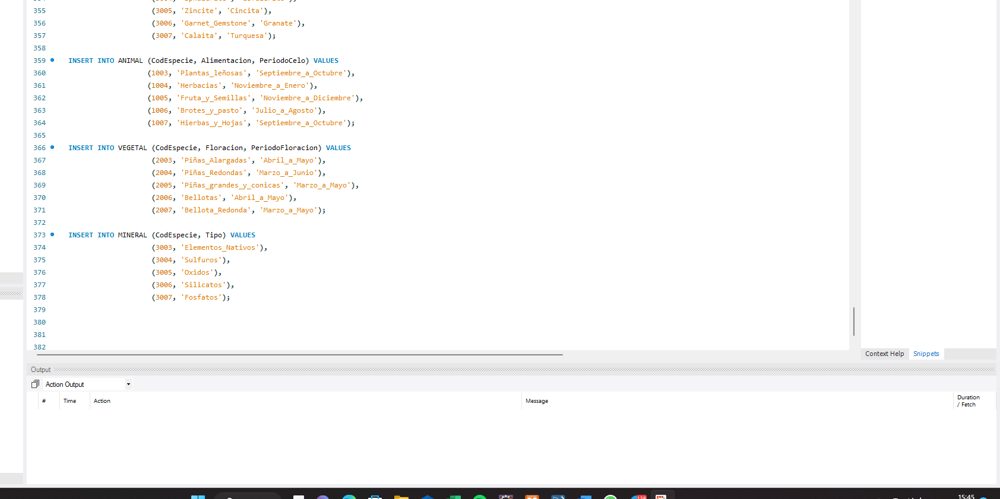 355 (3005, 'Zincite', 'Cincita'),
356 (3006, 'Garnet_Gemstone', 'Granate'),
357 (3007, 'Calaita', 'Turquesa');
358
359 INSERT INTO ANIMAL (CodEspecie, Alimentacion, PeriodoCelo) VALUES
360 (1003, 'Plantas_leñosas', 'Septiembre_a_Octubre'),
361 (1004, 'Herbacias', 'Noviembre_a_Enero'),
362 (1005, 'Fruta_y_Semillas', 'Noviembre_a_Diciembre'),
363 (1006, 'Brotes_y_pasto', 'Julio_a_Agosto'),
364 (1007, 'Hierbas_y_Hojas', 'Septiembre_a_Octubre');
365
366 INSERT INTO VEGETAL (CodEspecie, Floracion, PeriodoFloracion) VALUES
367 (2003, 'Piñas_Alargadas', 'Abril_a_Mayo'),
368 (2004, 'Piñas_Redondas', 'Marzo_a_Junio'),
369 (2005, 'Piñas_grandes_y_conicas', 'Marzo_a_Mayo'),
370 (2006, 'Bellotas', 'Abril_a_Mayo'),
371 (2007, 'Bellota_Redonda', 'Marzo_a_Mayo');
372
373 INSERT INTO MINERAL (CodEspecie, Tipo) VALUES
374 (3003, 'Elementos_Nativos'),
375 (3004, 'Sulfuros'),
376 (3005, 'Oxidos'),
377 (3006, 'Silicatos'),
378 (3007, 'Fosfatos');
379
380
381
382
Context Help Snippets
Output
Action Output
# Time Action Message Duration / Fetch
15:45